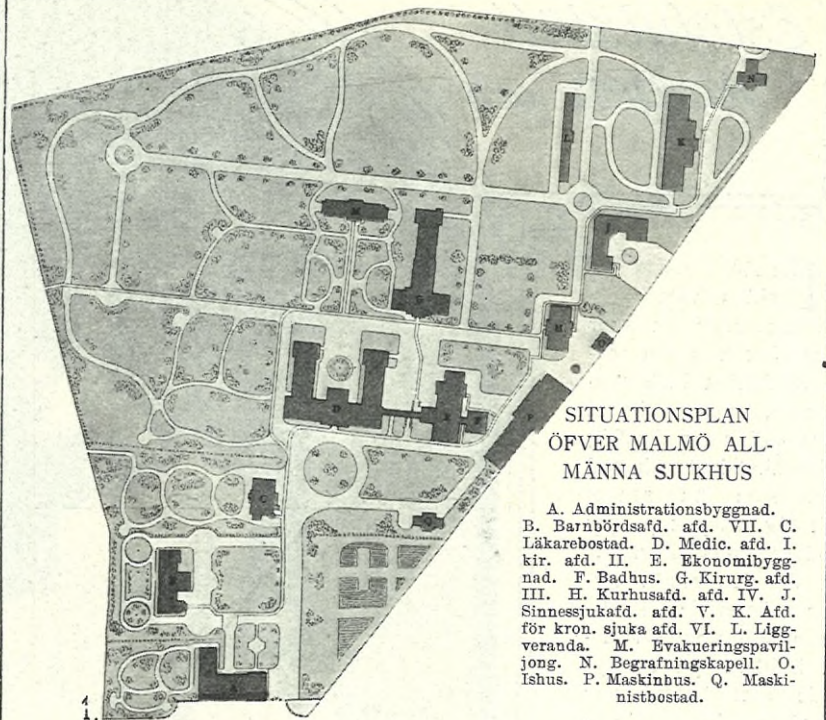 SITUATIONSPLAN
ÖFVER MALMÖ ALL-
MÄNNA SJUKHUS
A. Administrationsbyggnad.
B. Barnbördsafd. afd. VII. C.
Läkarebostad. D. Medic. afd. I.
kir. afd. II. E. Ekonomibygg-
nad. F. Badhus. G. Kirurg. afd.
III. H. Kurhusafd. afd. IV. J.
Sinnessjukafd. afd. V. K. Afd.
för kron. sjuka afd. VI. L. Ligg-
veranda. M. Evakueringspavil-
jong. N. Begrafningskapell. O.
Ishus. P. Maskinhus. Q. Maski-
nistbostad.
N
K
L
H
D
E
P
C
Q
A
1.